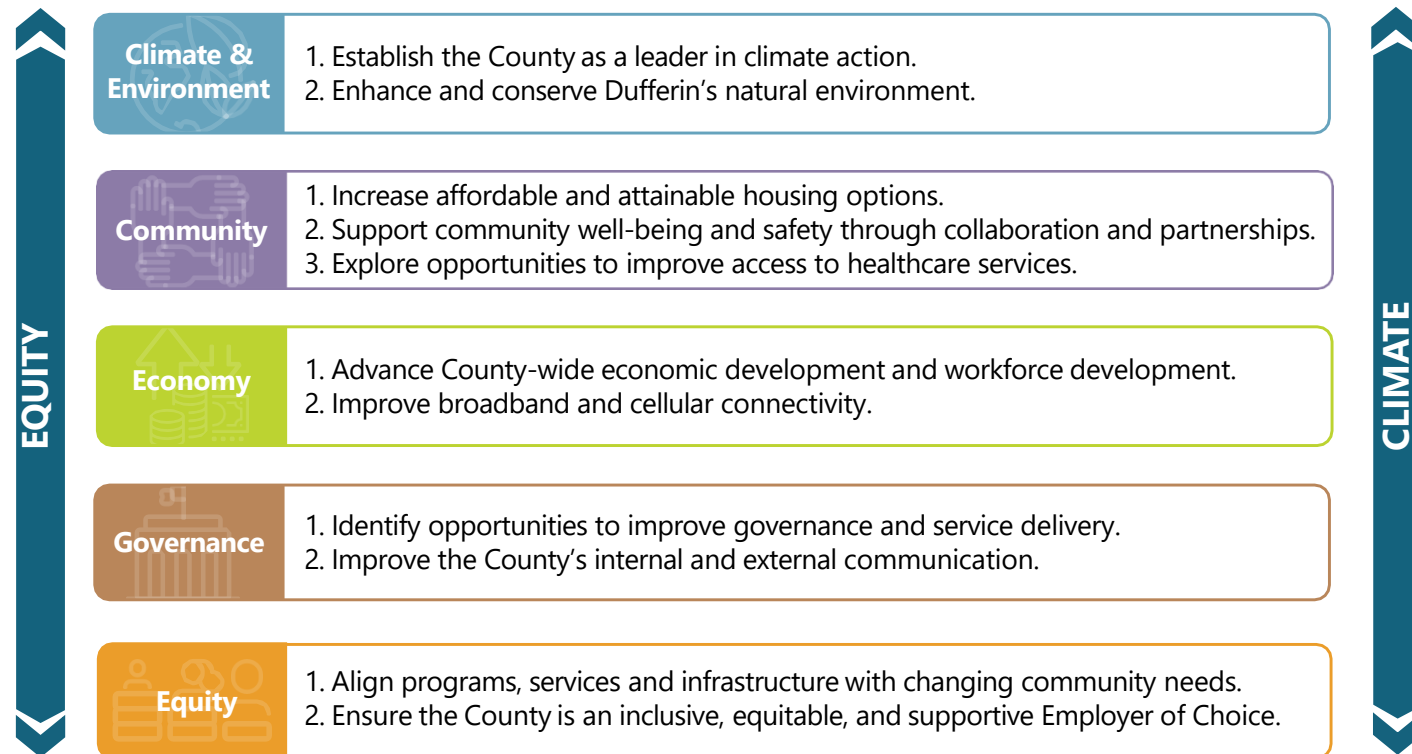 EQUITY
Climate &
Environment
1. Establish the County as a leader in climate action.
2. Enhance and conserve Dufferin’s natural environment.
Community
1. Increase affordable and attainable housing options.
2. Support community well-being and safety through collaboration and partnerships.
3. Explore opportunities to improve access to healthcare services.
Economy
1. Advance County-wide economic development and workforce development.
2. Improve broadband and cellular connectivity.
Governance
1. Identify opportunities to improve governance and service delivery.
2. Improve the County’s internal and external communication.
Equity
1. Align programs, services and infrastructure with changing community needs.
2. Ensure the County is an inclusive, equitable, and supportive Employer of Choice.
CLIMATE